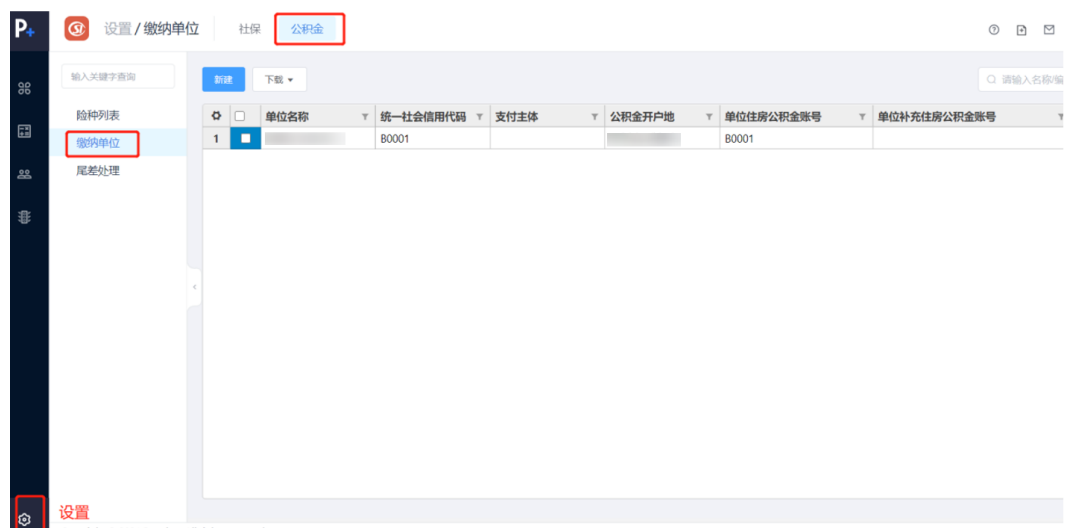 P+
设置 / 缴纳单位
社保
公积金
输入关键字查询
新建
下载
请输入名称/编
险种列表
缴纳单位
尾差处理
单位名称
统一社会信用代码
支付主体
公积金开户地
单位住房公积金账号
单位补充住房公积金账号
1
B0001
B0001
设置